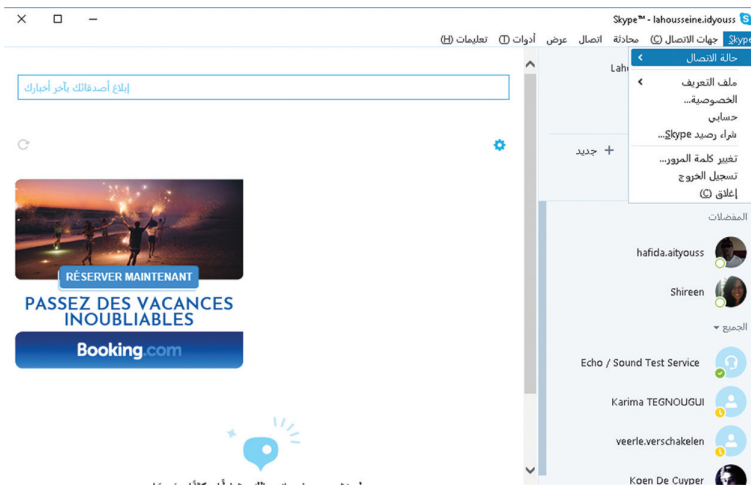 Skype™ - lahousseine.idyouss
Skype جهات الاتصال (C) محادثة اتصال عرض أدوات (T) تعليمات (H)
حالة الاتصال
ملف التعريف
الخصوصية...
حسابي
شراء رصيد Skype...
تغيير كلمة المرور...
تسجيل الخروج
إغلاق (C)
+ جديد
المفضلات
hafida.aityouss
Shireen
الجميع
Echo / Sound Test Service
Karima TEGNOUGUI
veerle.verschakelen
Koen De Cuyper
إبلاغ أصدقائك بآخر أخبارك
RÉSERVER MAINTENANT
PASSEZ DES VACANCES
INOUBLIABLES
Booking.com